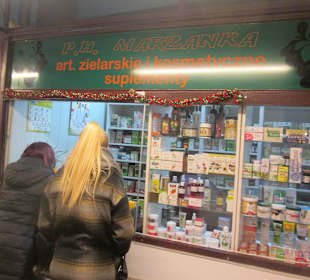 P.H. MARZANKA
art. zielarskie i kosmetyczne
suplementy